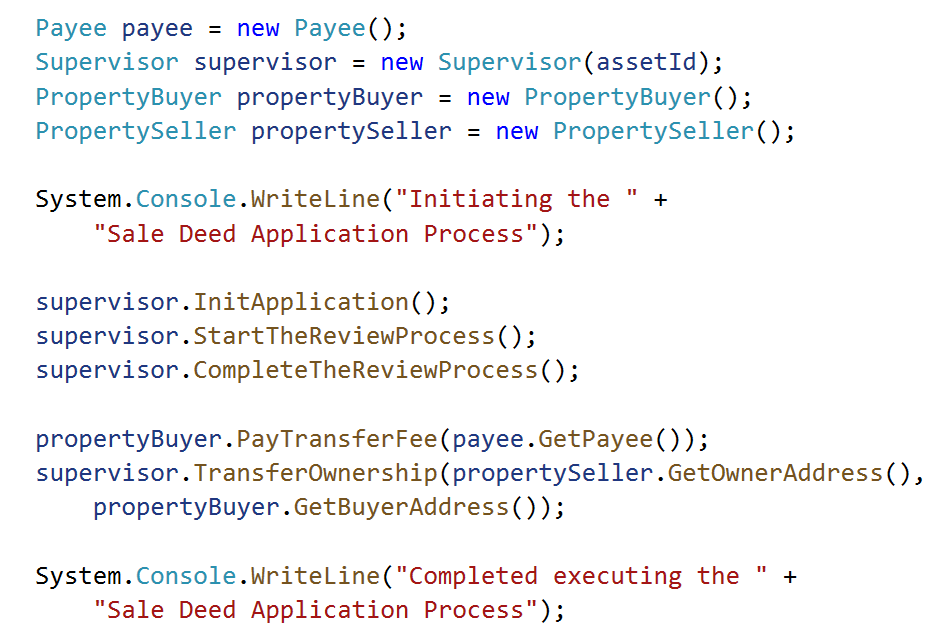 Payee payee = new Payee();
Supervisor supervisor = new Supervisor(assetId);
PropertyBuyer propertyBuyer = new PropertyBuyer();
PropertySeller propertySeller = new PropertySeller();
System.Console.WriteLine("Initiating the " +
"Sale Deed Application Process");
supervisor.InitApplication();
supervisor.StartTheReviewProcess();
supervisor.CompleteTheReviewProcess();
propertyBuyer.PayTransferFee(payee.GetPayee());
supervisor.TransferOwnership(propertySeller.GetOwnerAddress(),
propertyBuyer.GetBuyerAddress());
System.Console.WriteLine("Completed executing the " +
"Sale Deed Application Process");